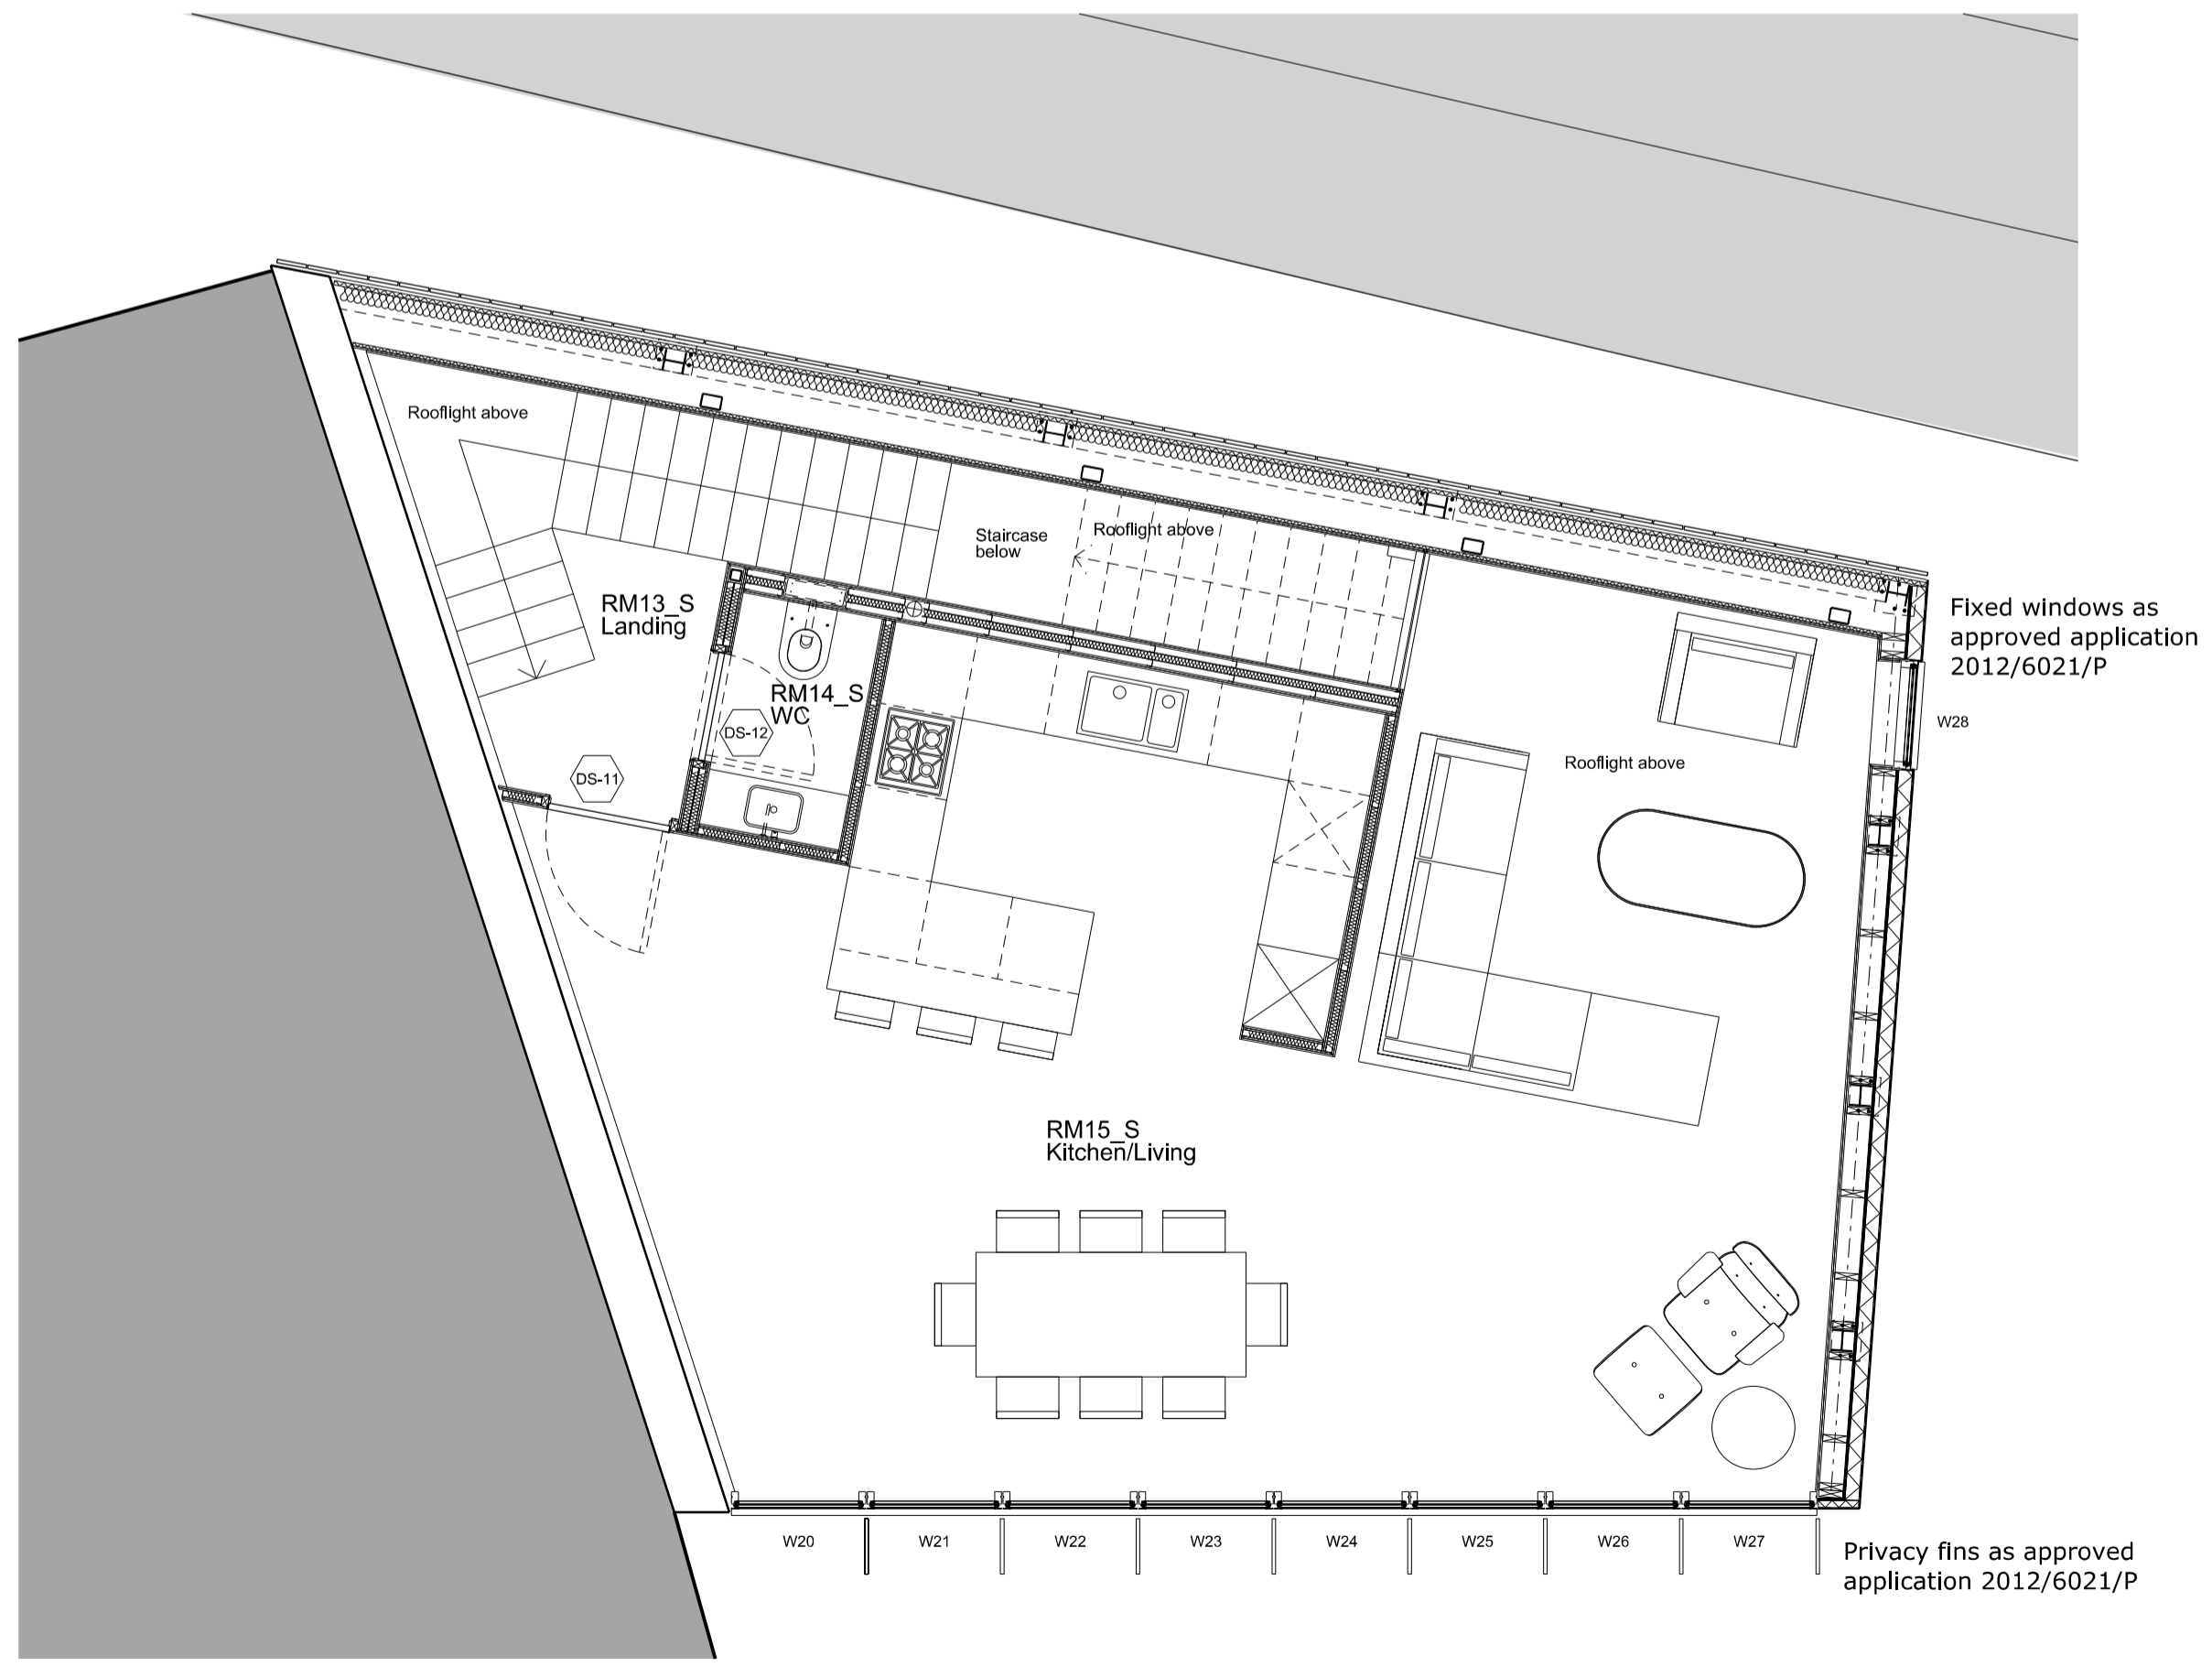 Rooflight above
Staircase
below
Rooflight above
RM13_S
Landing
Fixed windows as
approved application
2012/6021/P
RM14_S
WC
DS-12
W28
DS-11
Rooflight above
RM15_S
Kitchen/Living
W20
W21
W22
W23
W24
W25
W26
W27
Privacy fins as approved
application 2012/6021/P